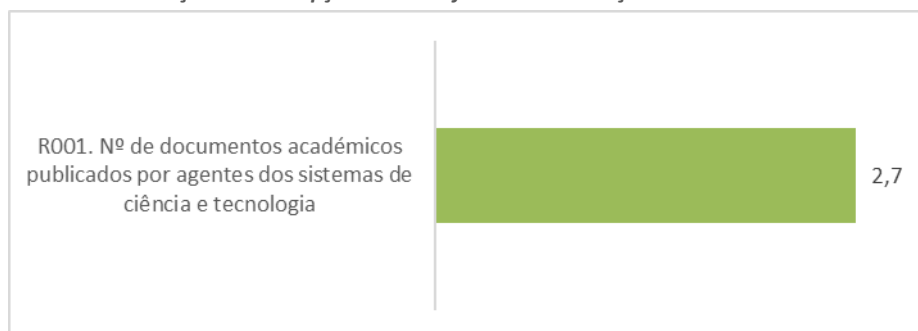 R001. Nº de documentos académicos
publicados por agentes dos sistemas de
ciência e tecnologia
2,7